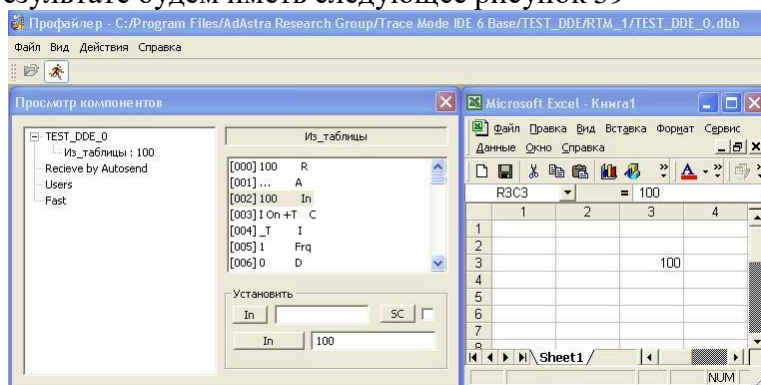 результате будем иметь следующее рисунок 39
Профайлер - C:/Program Files/AdAstra Research Group/Trace Mode IDE 6 Base/TEST_DDE/RTM_1/TEST_DDE_0.dbb
Файл Вид Действия Справка
Просмотр компонентов
TEST_DDE_0
Из_таблицы : 100
Recieve by Autosend
Users
Fast
Из_таблицы
[000] 100 R
[001] ... A
[002] 100 In
[003] I On +T C
[004] _T I
[005] 1 Frq
[006] 0 D
Установить
In SC
In 100
Microsoft Excel - Книга1
Файл Правка Вид Вставка Формат Сервис
Данные Окно Справка
R3C3 = 100
1 2 3 4
1
2
3 100
4
5
6
7
8
Sheet1
NUM